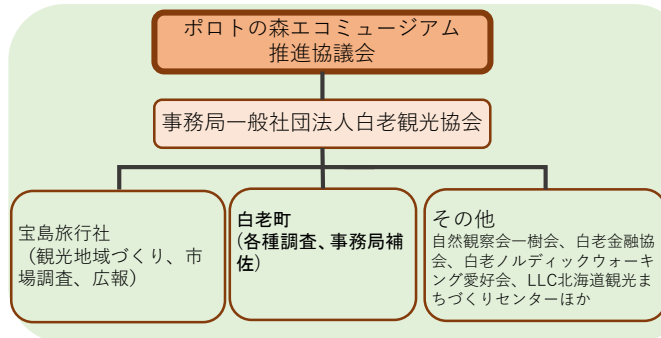 ポロトの森エコミュージアム
推進協議会
事務局一般社団法人白老観光協会
宝島旅行社
（観光地域づくり、市
場調査、広報）
白老町
(各種調査、事務局補
佐)
その他
自然観察会一樹会、白老金融協
会、白老ノルディックウォーキ
ング愛好会、LLC北海道観光ま
ちづくりセンターほか